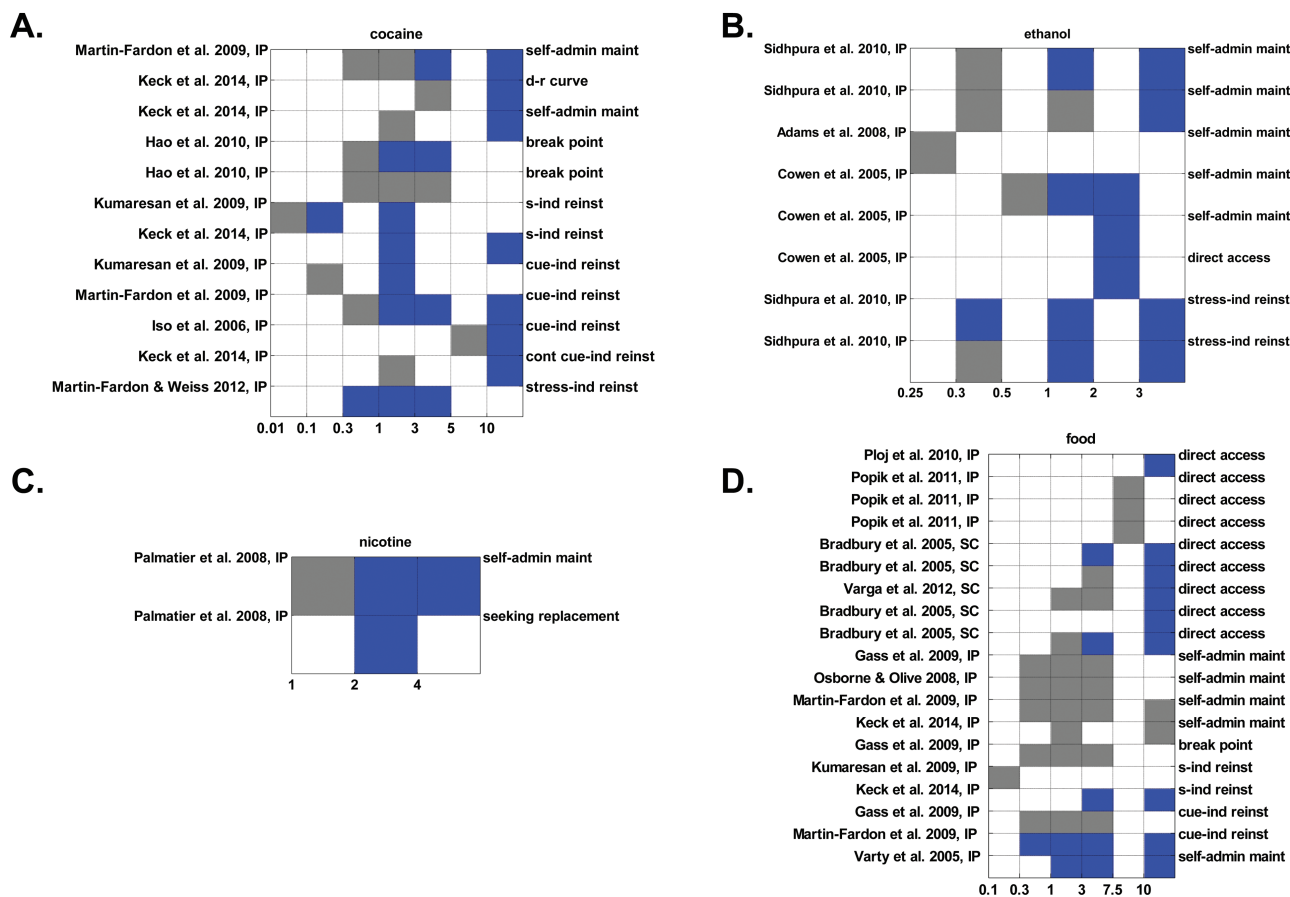 A.
cocaine
Martin-Fardon et al. 2009, IP self-admin maint
Keck et al. 2014, IP d-r curve
Keck et al. 2014, IP self-admin maint
Hao et al. 2010, IP break point
Hao et al. 2010, IP break point
Kumaresan et al. 2009, IP s-ind reinst
Keck et al. 2014, IP s-ind reinst
Kumaresan et al. 2009, IP cue-ind reinst
Martin-Fardon et al. 2009, IP cue-ind reinst
Iso et al. 2006, IP cue-ind reinst
Keck et al. 2014, IP cont cue-ind reinst
Martin-Fardon & Weiss 2012, IP stress-ind reinst
0.01 0.1 0.3 1 3 5 10
B.
ethanol
Sidhpura et al. 2010, IP self-admin maint
Sidhpura et al. 2010, IP self-admin maint
Adams et al. 2008, IP self-admin maint
Cowen et al. 2005, IP self-admin maint
Cowen et al. 2005, IP self-admin maint
Cowen et al. 2005, IP direct access
Sidhpura et al. 2010, IP stress-ind reinst
Sidhpura et al. 2010, IP stress-ind reinst
0.25 0.3 0.5 1 2 3
C.
nicotine
Palmatier et al. 2008, IP self-admin maint
Palmatier et al. 2008, IP seeking replacement
1 2 4
D.
food
Ploj et al. 2010, IP direct access
Popik et al. 2011, IP direct access
Popik et al. 2011, IP direct access
Popik et al. 2011, IP direct access
Bradbury et al. 2005, SC direct access
Bradbury et al. 2005, SC direct access
Varga et al. 2012, SC direct access
Bradbury et al. 2005, SC direct access
Bradbury et al. 2005, SC direct access
Gass et al. 2009, IP self-admin maint
Osborne & Olive 2008, IP self-admin maint
Martin-Fardon et al. 2009, IP self-admin maint
Keck et al. 2014, IP self-admin maint
Gass et al. 2009, IP break point
Kumaresan et al. 2009, IP s-ind reinst
Keck et al. 2014, IP s-ind reinst
Gass et al. 2009, IP cue-ind reinst
Martin-Fardon et al. 2009, IP cue-ind reinst
Varty et al. 2005, IP self-admin maint
0.1 0.3 1 3 7.5 10